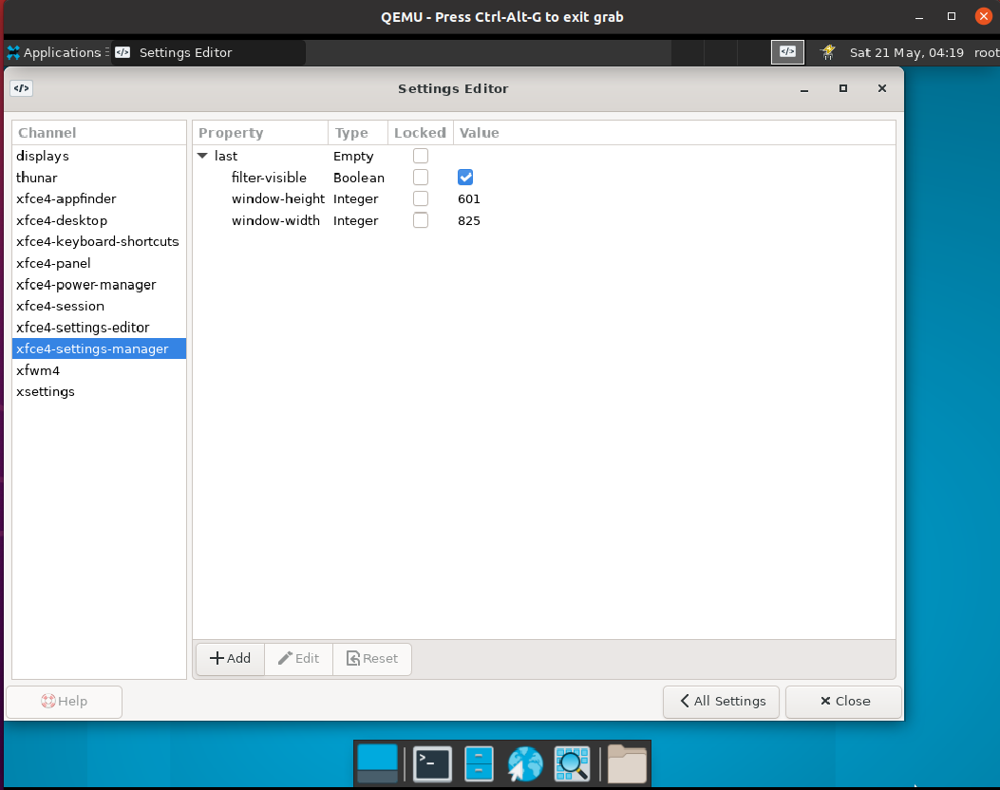 QEMU - Press Ctrl-Alt-G to exit grab
Applications Settings Editor Sat 21 May, 04:19 root
Settings Editor
Channel Property Type Locked Value
displays
thunar
xfce4-appfinder
xfce4-desktop
xfce4-keyboard-shortcuts
xfce4-panel
xfce4-power-manager
xfce4-session
xfce4-settings-editor
xfce4-settings-manager
xfwm4
xsettings
last Empty
filter-visible Boolean
window-height Integer 601
window-width Integer 825
Add Edit Reset
Help All Settings Close